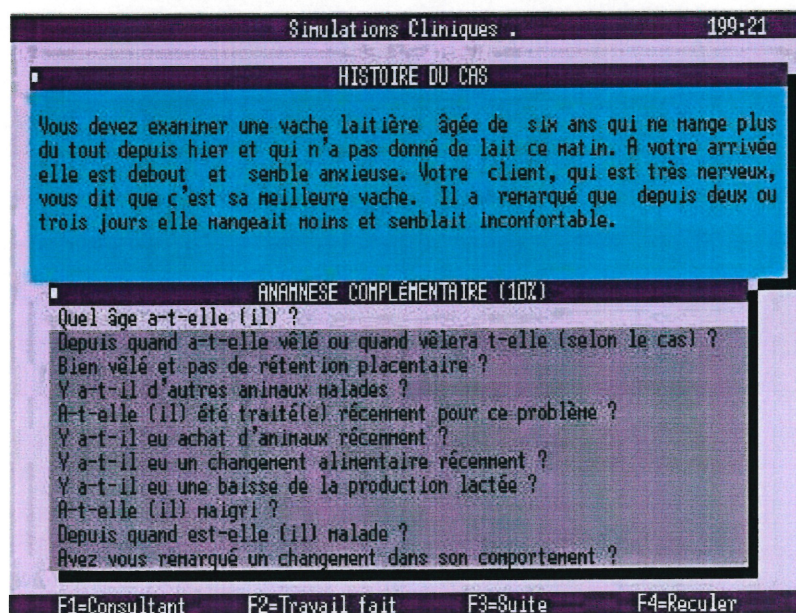 Simulations Cliniques . 199:21
HISTOIRE DU CAS
Vous devez examiner une vache laitière âgée de six ans qui ne mange plus
du tout depuis hier et qui n'a pas donné de lait ce matin. A votre arrivée
elle est debout et semble anxieuse. Votre client, qui est très nerveux,
vous dit que c'est sa meilleure vache. Il a remarqué que depuis deux ou
trois jours elle mangeait moins et semblait inconfortable.
ANAMNESE COMPLÉMENTAIRE (10%)
Quel âge a-t-elle (il) ?
Depuis quand a-t-elle vêlé ou quand vêlera t-elle (selon le cas) ?
Bien vêlé et pas de rétention placentaire ?
Y a-t-il d'autres animaux malades ?
A-t-elle (il) été traité(e) récemment pour ce problème ?
Y a-t-il eu achat d'animaux récemment ?
Y a-t-il eu un changement alimentaire récemment ?
Y a-t-il eu une baisse de la production lactée ?
A-t-elle (il) maigri ?
Depuis quand est-elle (il) malade ?
Avez vous remarqué un changement dans son comportement ?
F1=Consultant F2=Travail fait F3=Suite F4=Reculer